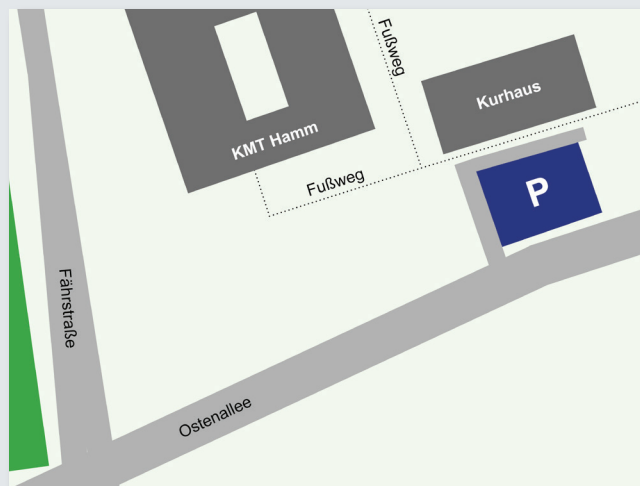 Fußweg
Kurhaus
KMT Hamm
Fußweg
P
Fährstraße
Ostenallee